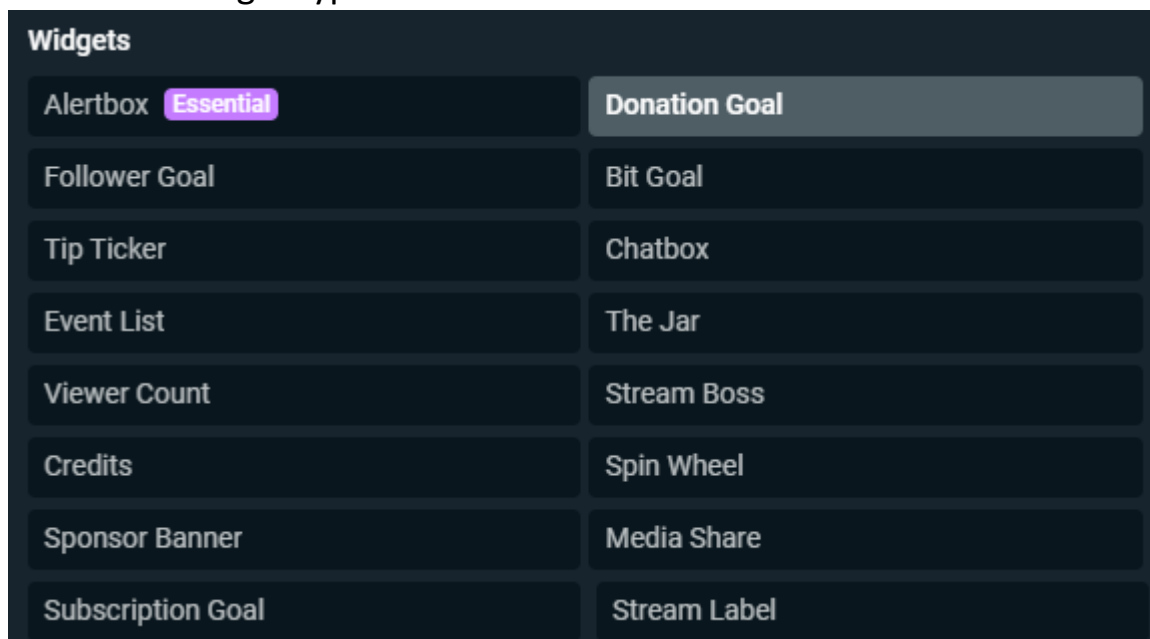 Widgets
Alertbox Essential Donation Goal
Follower Goal Bit Goal
Tip Ticker Chatbox
Event List The Jar
Viewer Count Stream Boss
Credits Spin Wheel
Sponsor Banner Media Share
Subscription Goal Stream Label